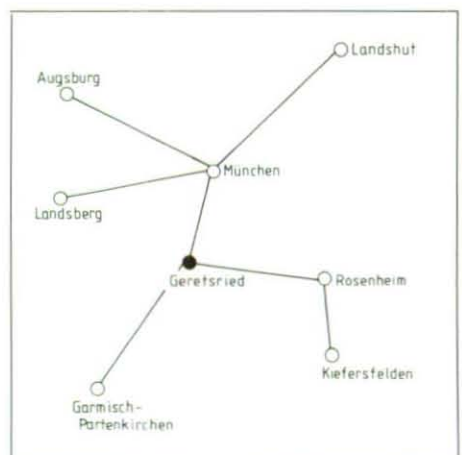 Landshut
Augsburg
München
Landsberg
Geretsried
Rosenheim
Kiefersfelden
Garmisch-
Partenkirchen